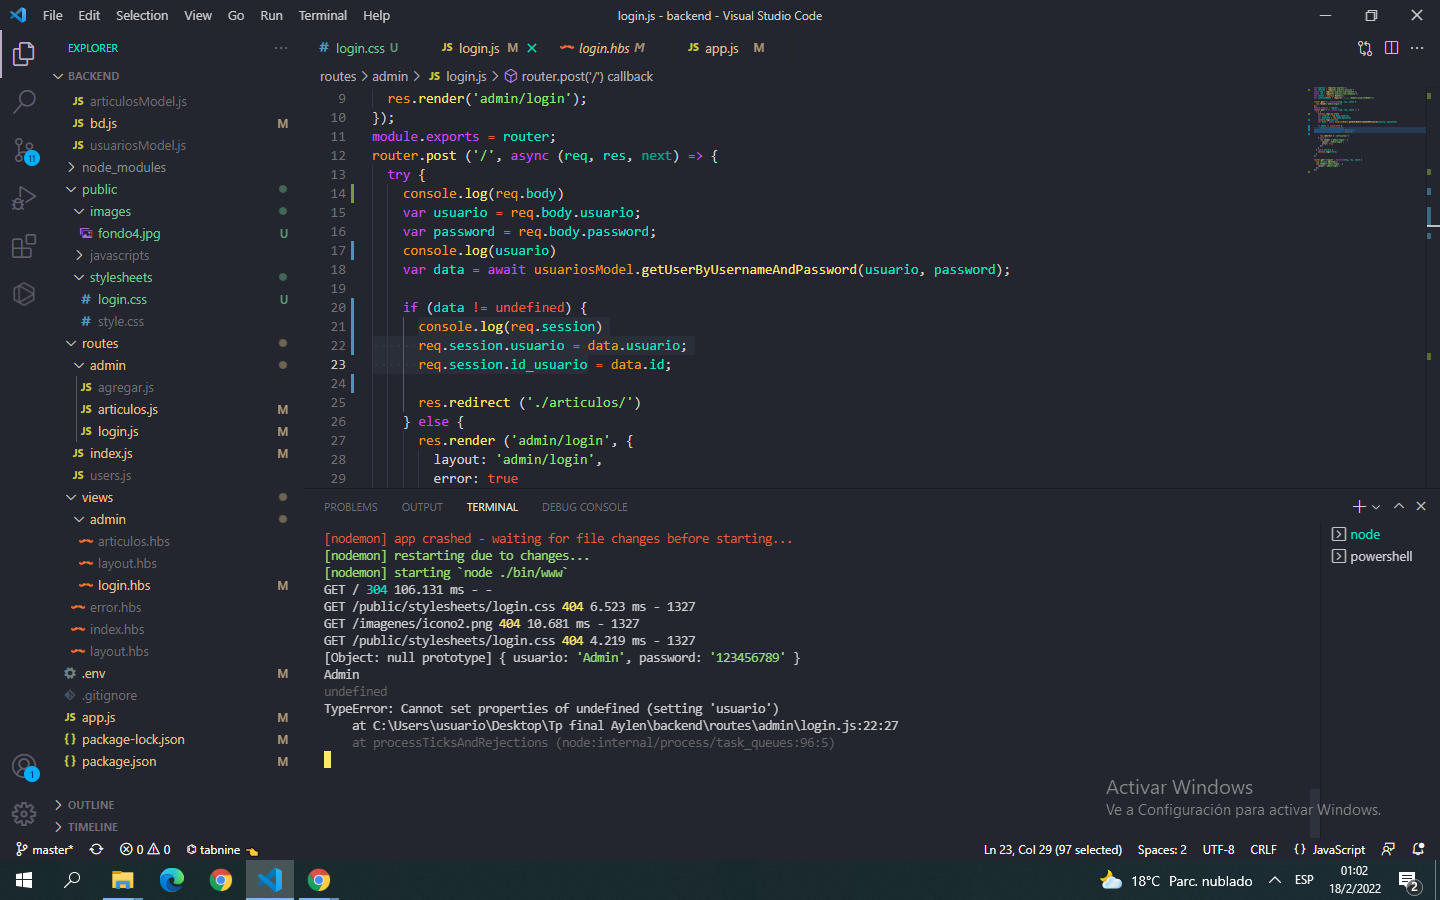 File Edit Selection View Go Run Terminal Help
login.js - backend - Visual Studio Code
EXPLORER
BACKEND
articulosModel.js
bd.js M
usuariosModel.js
node_modules
public
images
fondo4.jpg U
javascripts
stylesheets
# login.css U
# style.css
routes
admin
JS agregar.js
JS articulos.js M
JS login.js M
JS index.js M
JS users.js
views
admin
articulos.hbs
layout.hbs
login.hbs M
error.hbs
index.hbs
layout.hbs
.env M
.gitignore
JS app.js M
{} package-lock.json M
{} package.json M
OUTLINE
TIMELINE
11
1
# login.css U JS login.js M login.hbs M JS app.js M
routes > admin > JS login.js > router.post('/') callback
9 res.render('admin/login');
10 });
11 module.exports = router;
12 router.post ('/', async (req, res, next) => {
13 try {
14 console.log(req.body)
15 var usuario = req.body.usuario;
16 var password = req.body.password;
17 console.log(usuario)
18 var data = await usuariosModel.getUserByUsernameAndPassword(usuario, password);
19
20 if (data != undefined) {
21 console.log(req.session)
22 req.session.usuario = data.usuario;
23 req.session.id_usuario = data.id;
24
25 res.redirect ('./articulos/')
26 } else {
27 res.render ('admin/login', {
28 layout: 'admin/login',
29 error: true
PROBLEMS OUTPUT TERMINAL DEBUG CONSOLE
[nodemon] app crashed - waiting for file changes before starting...
[nodemon] restarting due to changes...
[nodemon] starting `node ./bin/www`
GET / 304 106.131 ms - -
GET /public/stylesheets/login.css 404 6.523 ms - 1327
GET /imagenes/icono2.png 404 10.681 ms - 1327
GET /public/stylesheets/login.css 404 4.219 ms - 1327
[Object: null prototype] { usuario: 'Admin', password: '123456789' }
Admin
undefined
TypeError: Cannot set properties of undefined (setting 'usuario')
at C:\Users\usuario\Desktop\Tp final Aylen\backend\routes\admin\login.js:22:27
at processTicksAndRejections (node:internal/process/task_queues:96:5)
node
powershell
Activar Windows
Ve a Configuración para activar Windows.
master* 0 0 tabnine
Ln 23, Col 29 (97 selected) Spaces: 2 UTF-8 CRLF {} JavaScript
18°C Parc. nublado ESP
01:02
18/2/2022
2